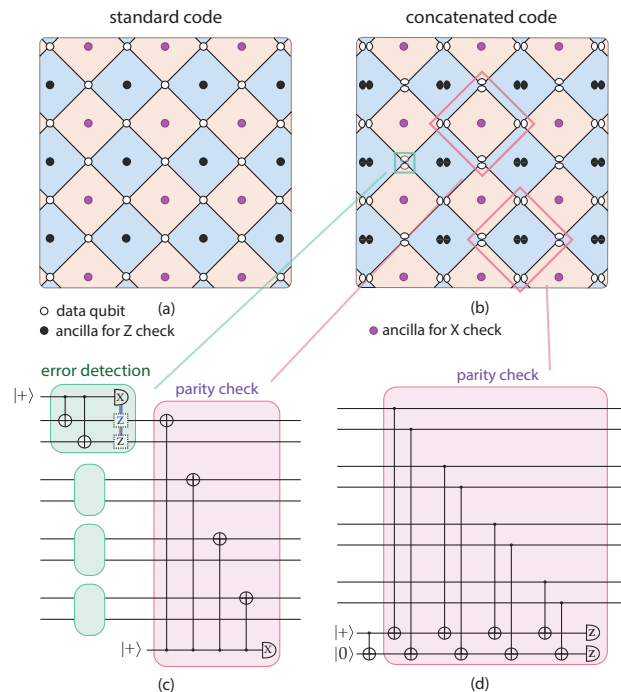 standard code
concatenated code
(a)
(b)
data qubit
ancilla for Z check
ancilla for X check
error detection
parity check
parity check
|+⟩
X
Z
Z
|+⟩
X
|+⟩
Z
|0⟩
Z
(c)
(d)